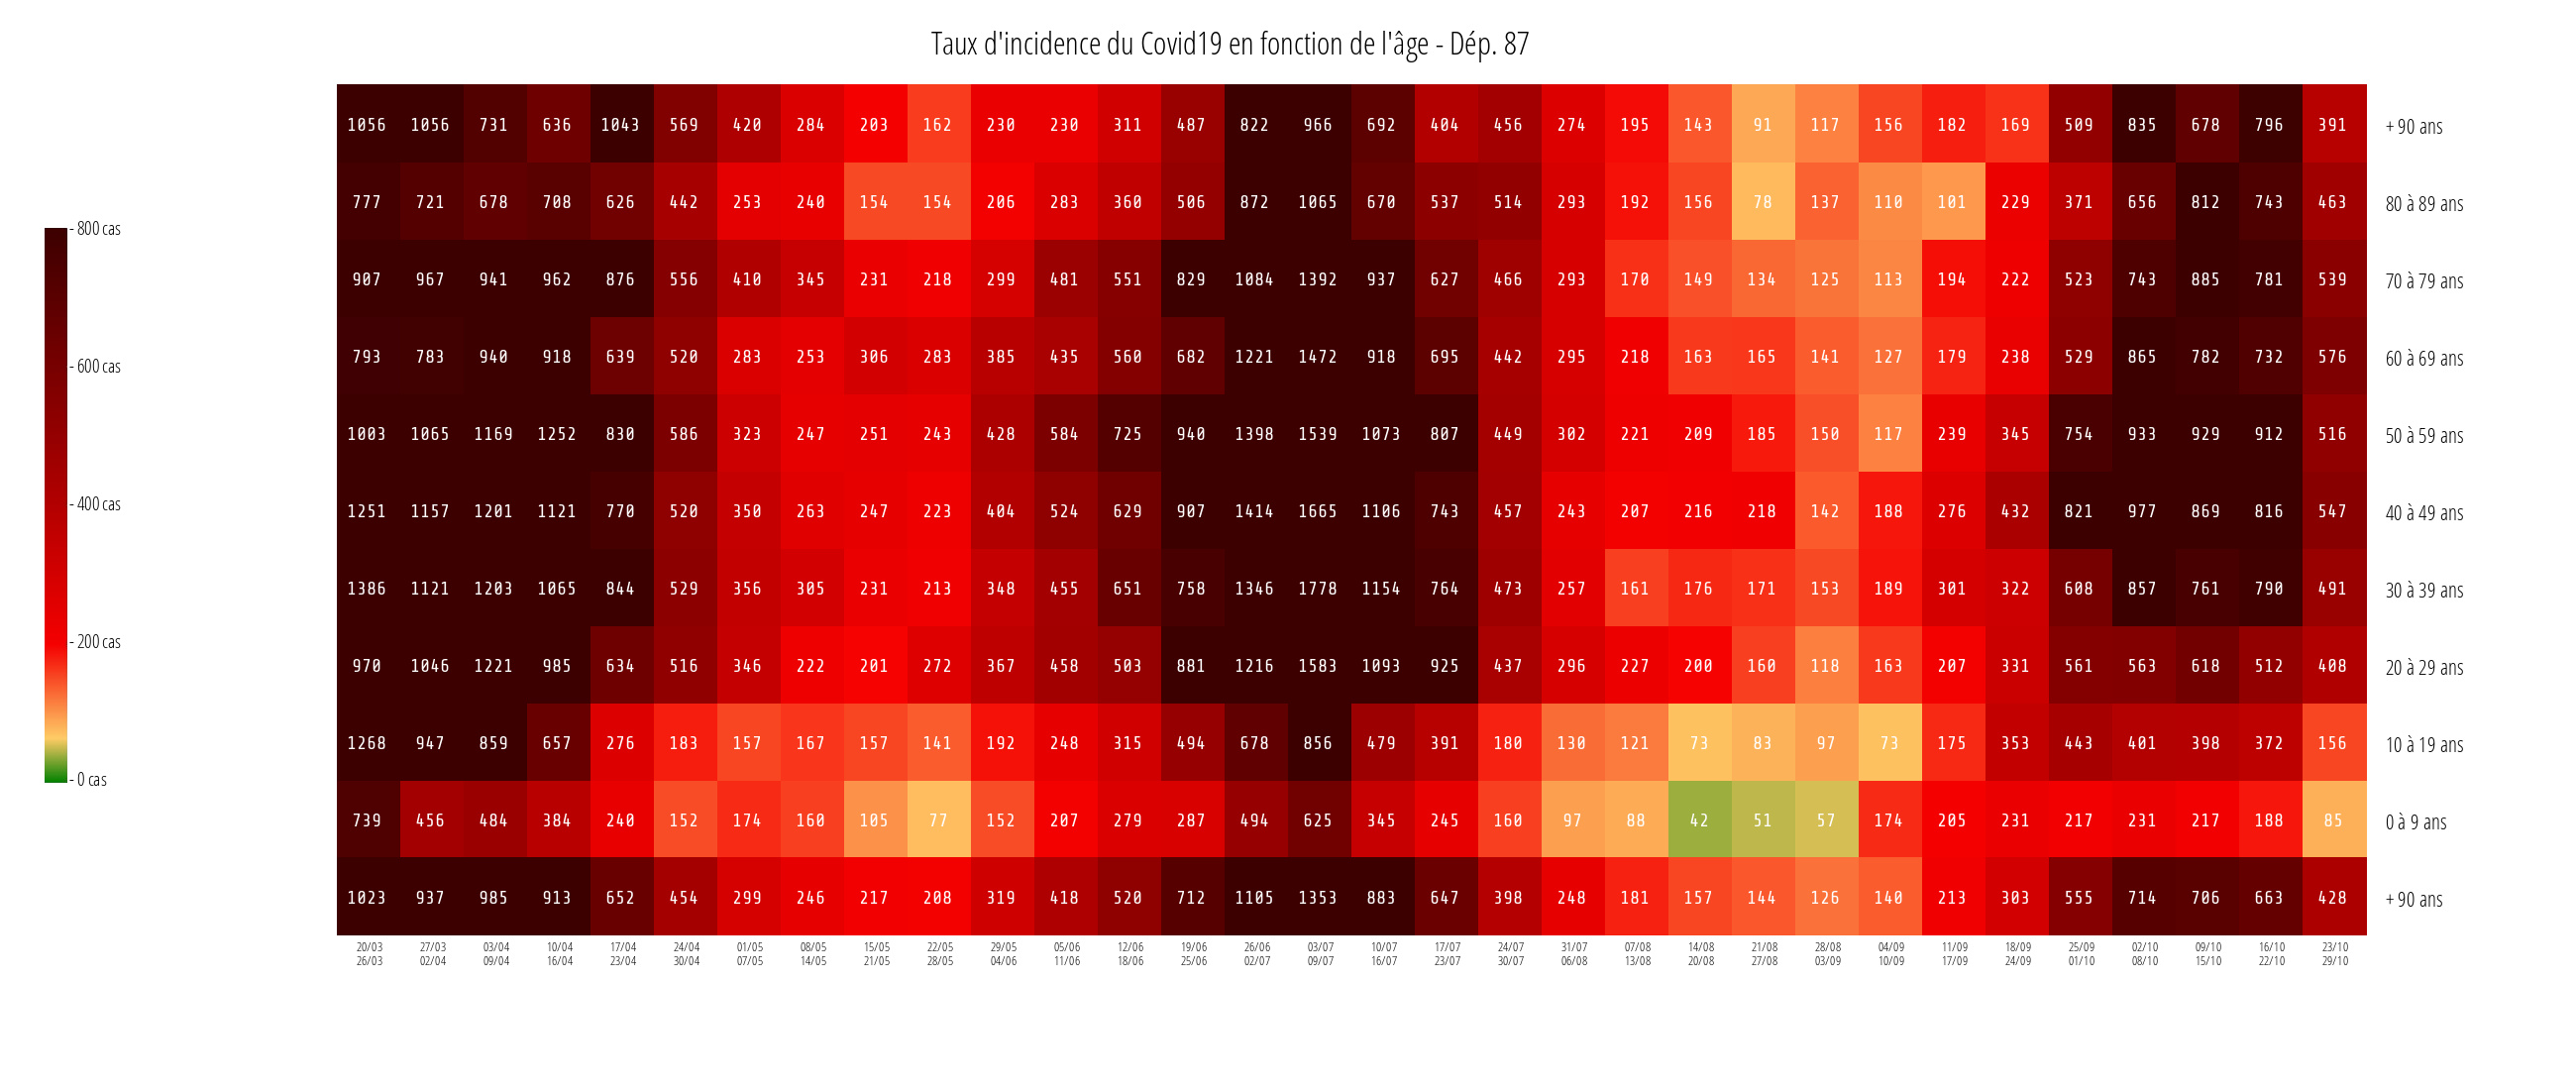 Taux d'incidence du Covid19 en fonction de l'âge - Dép. 87
- 800 cas
- 600 cas
- 400 cas
- 200 cas
- 0 cas
1056 1056 731 636 1043 569 420 284 203 162 230 230 311 487 822 966 692 404 456 274 195 143 91 117 156 182 169 509 835 678 796 391 + 90 ans
777 721 678 708 626 442 253 240 154 154 206 283 360 506 872 1065 670 537 514 293 192 156 78 137 110 101 229 371 656 812 743 463 80 à 89 ans
907 967 941 962 876 556 410 345 231 218 299 481 551 829 1084 1392 937 627 466 293 170 149 134 125 113 194 222 523 743 885 781 539 70 à 79 ans
793 783 940 918 639 520 283 253 306 283 385 435 560 682 1221 1472 918 695 442 295 218 163 165 141 127 179 238 529 865 782 732 576 60 à 69 ans
1003 1065 1169 1252 830 586 323 247 251 243 428 584 725 940 1398 1539 1073 807 449 302 221 209 185 150 117 239 345 754 933 929 912 516 50 à 59 ans
1251 1157 1201 1121 770 520 350 263 247 223 404 524 629 907 1414 1665 1106 743 457 243 207 216 218 142 188 276 432 821 977 869 816 547 40 à 49 ans
1386 1121 1203 1065 844 529 356 305 231 213 348 455 651 758 1346 1778 1154 764 473 257 161 176 171 153 189 301 322 608 857 761 790 491 30 à 39 ans
970 1046 1221 985 634 516 346 222 201 272 367 458 503 881 1216 1583 1093 925 437 296 227 200 160 118 163 207 331 561 563 618 512 408 20 à 29 ans
1268 947 859 657 276 183 157 167 157 141 192 248 315 494 678 856 479 391 180 130 121 73 83 97 73 175 353 443 401 398 372 156 10 à 19 ans
739 456 484 384 240 152 174 160 105 77 152 207 279 287 494 625 345 245 160 97 88 42 51 57 174 205 231 217 231 217 188 85 0 à 9 ans
1023 937 985 913 652 454 299 246 217 208 319 418 520 712 1105 1353 883 647 398 248 181 157 144 126 140 213 303 555 714 706 663 428 + 90 ans
20/03 27/03 03/04 10/04 17/04 24/04 01/05 08/05 15/05 22/05 29/05 05/06 12/06 19/06 26/06 03/07 10/07 17/07 24/07 31/07 07/08 14/08 21/08 28/08 04/09 11/09 18/09 25/09 02/10 09/10 16/10 23/10
26/03 02/04 09/04 16/04 23/04 30/04 07/05 14/05 21/05 28/05 04/06 11/06 18/06 25/06 02/07 09/07 16/07 23/07 30/07 06/08 13/08 20/08 27/08 03/09 10/09 17/09 24/09 01/10 08/10 15/10 22/10 29/10